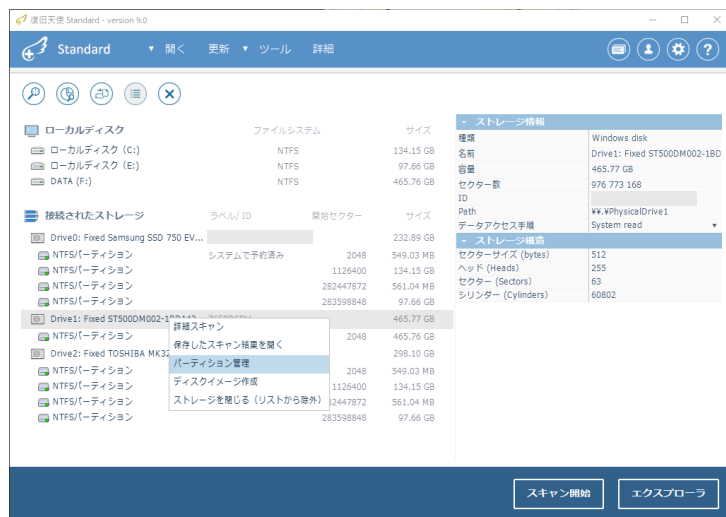 復旧天使 Standard - version 9.0
Standard ▼ 開く 更新 ▼ ツール 詳細
ローカルディスク ファイルシステム サイズ
ローカルディスク (C:) NTFS 134.15 GB
ローカルディスク (E:) NTFS 97.66 GB
DATA (F:) NTFS 465.76 GB
接続されたストレージ ラベル/ ID 開始セクター サイズ
Drive0: Fixed Samsung SSD 750 EV... 232.89 GB
NTFSパーティション システムで予約済み 2048 549.03 MB
NTFSパーティション 1126400 134.15 GB
NTFSパーティション 282447872 561.04 MB
NTFSパーティション 283598848 97.66 GB
Drive1: Fixed ST500DM002- 465.77 GB
NTFSパーティション 2048 465.76 GB
Drive2: Fixed TOSHIBA MK32 298.10 GB
NTFSパーティション 2048 549.03 MB
NTFSパーティション 1126400 134.15 GB
NTFSパーティション 32447872 561.04 MB
NTFSパーティション 283598848 97.66 GB
詳細スキャン
保存したスキャン結果を開く
パーティション管理
ディスクイメージ作成
ストレージを閉じる（リストから除外）
- ストレージ情報
種類 Windows disk
名前 Drive1: Fixed ST500DM002-1BD
容量 465.77 GB
セクター数 976 773 168
ID
Path ¥¥.¥PhysicalDrive1
データアクセス手順 System read ▼
- ストレージ構造
セクターサイズ (bytes) 512
ヘッド (Heads) 255
セクター (Sectors) 63
シリンダー (Cylinders) 60802
スキャン開始 エクスプローラ